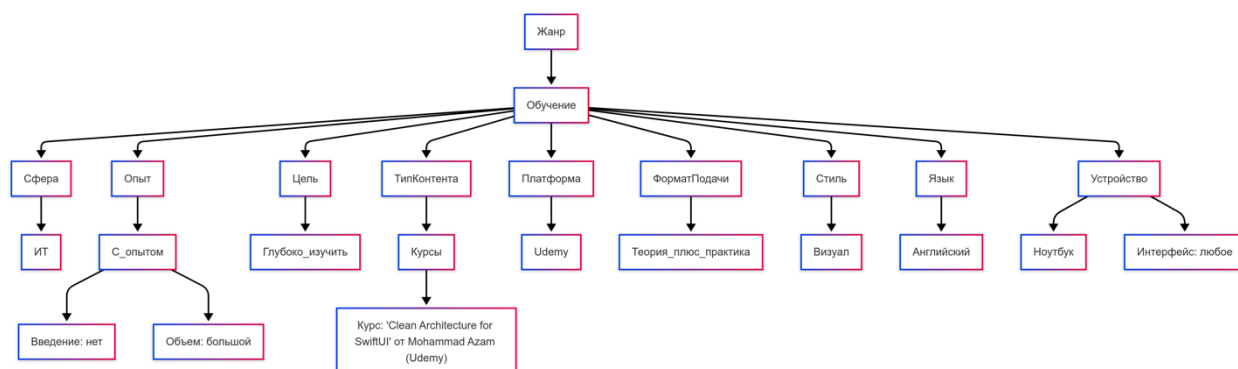 Жанр
Обучение
Сфера
Опыт
Цель
ТипКонтента
Платформа
ФорматПодачи
Стиль
Язык
Устройство
ИТ
С_опытом
Глубоко_изучить
Курсы
Udemy
Теория_плюс_практика
Визуал
Английский
Ноутбук
Интерфейс: любое
Введение: нет
Объем: большой
Курс: 'Clean Architecture for
SwiftUI' от Mohammad Azam
(Udemy)